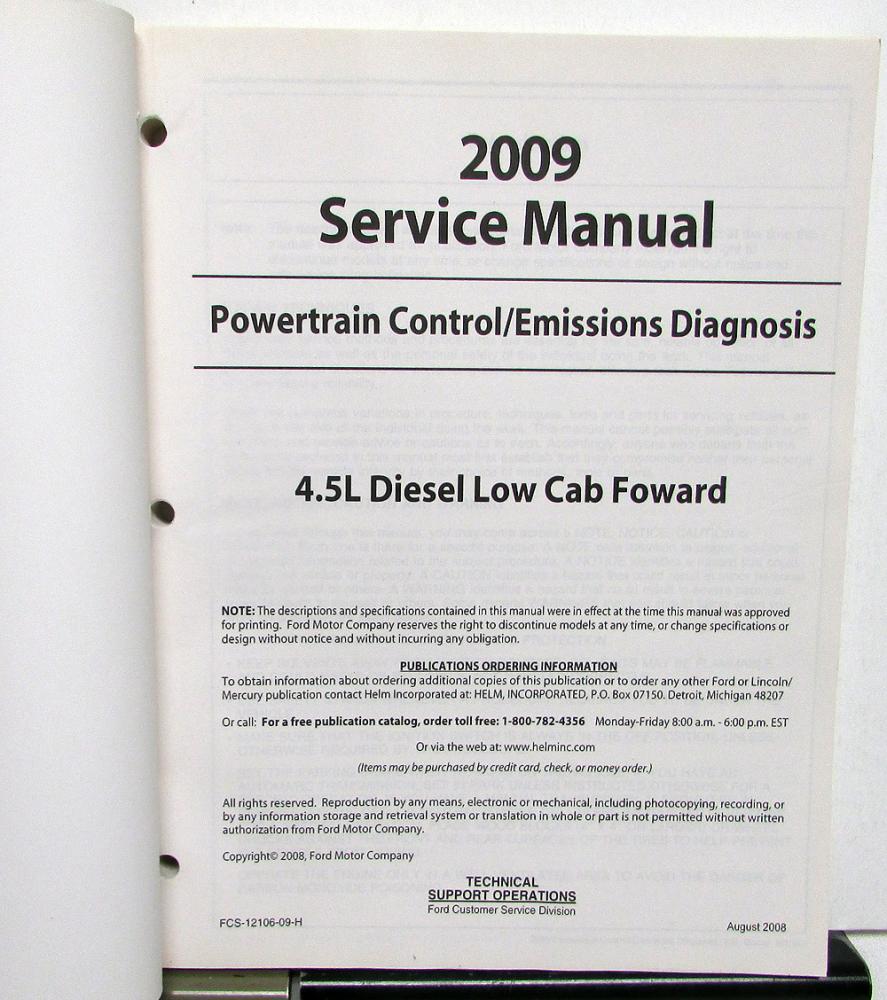 2009
Service Manual
Powertrain Control/Emissions Diagnosis
4.5L Diesel Low Cab Foward
NOTE: The descriptions and specifications contained in this manual were in effect at the time this manual was approved
for printing. Ford Motor Company reserves the right to discontinue models at any time, or change specifications or
design without notice and without incurring any obligation.
PUBLICATIONS ORDERING INFORMATION
To obtain information about ordering additional copies of this publication or to order any other Ford or Lincoln/
Mercury publication contact Helm Incorporated at: HELM, INCORPORATED, P.O. Box 07150. Detroit, Michigan 48207
Or call: For a free publication catalog, order toll free: 1-800-782-4356 Monday-Friday 8:00 a.m. - 6:00 p.m. EST
Or via the web at: www.helminc.com
(Items may be purchased by credit card, check, or money order.)
All rights reserved. Reproduction by any means, electronic or mechanical, including photocopying, recording, or
by any information storage and retrieval system or translation in whole or part is not permitted without written
authorization from Ford Motor Company.
Copyright© 2008, Ford Motor Company
TECHNICAL
SUPPORT OPERATIONS
Ford Customer Service Division
FCS-12106-09-H
August 2008